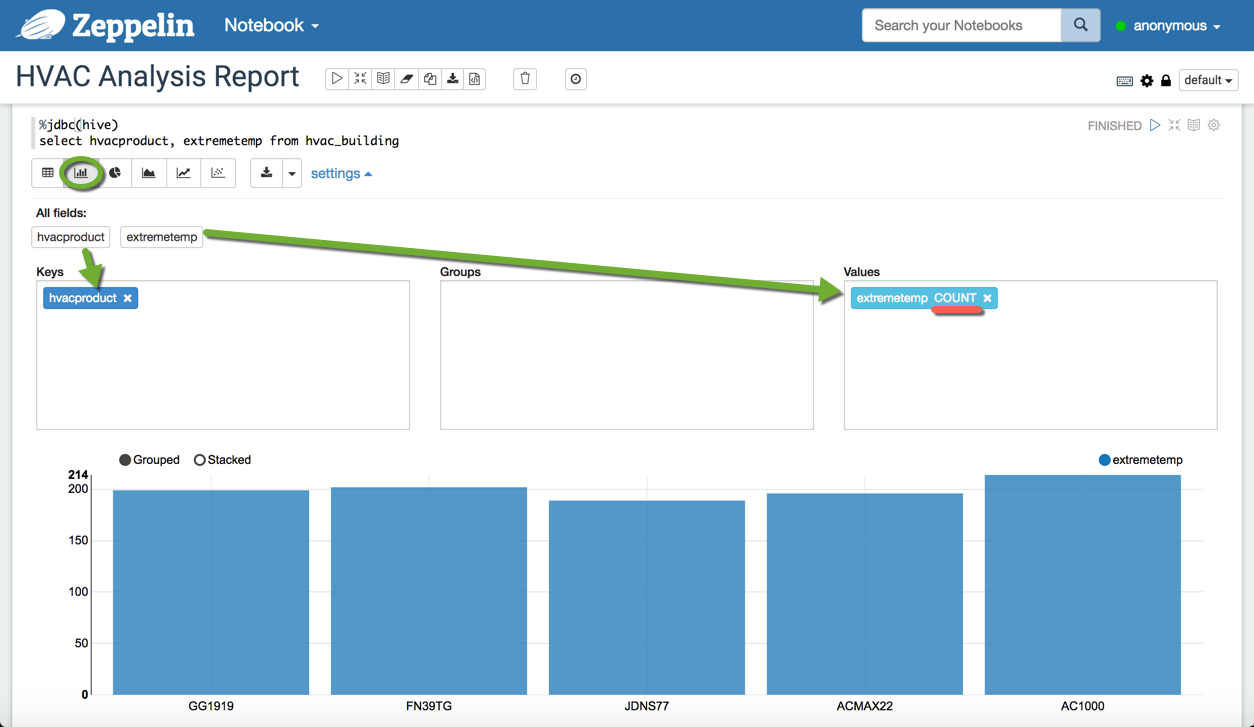 Zeppelin Notebook Search your Notebooks anonymous
HVAC Analysis Report default
%jdbc(hive) FINISHED
select hvacproduct, extremetemp from hvac_building
settings
All fields:
hvacproduct extremetemp
Keys Groups Values
hvacproduct × extremetemp COUNT ×
Grouped Stacked extremetemp
214
200
150
100
50
0
GG1919 FN39TG JDNS77 ACMAX22 AC1000